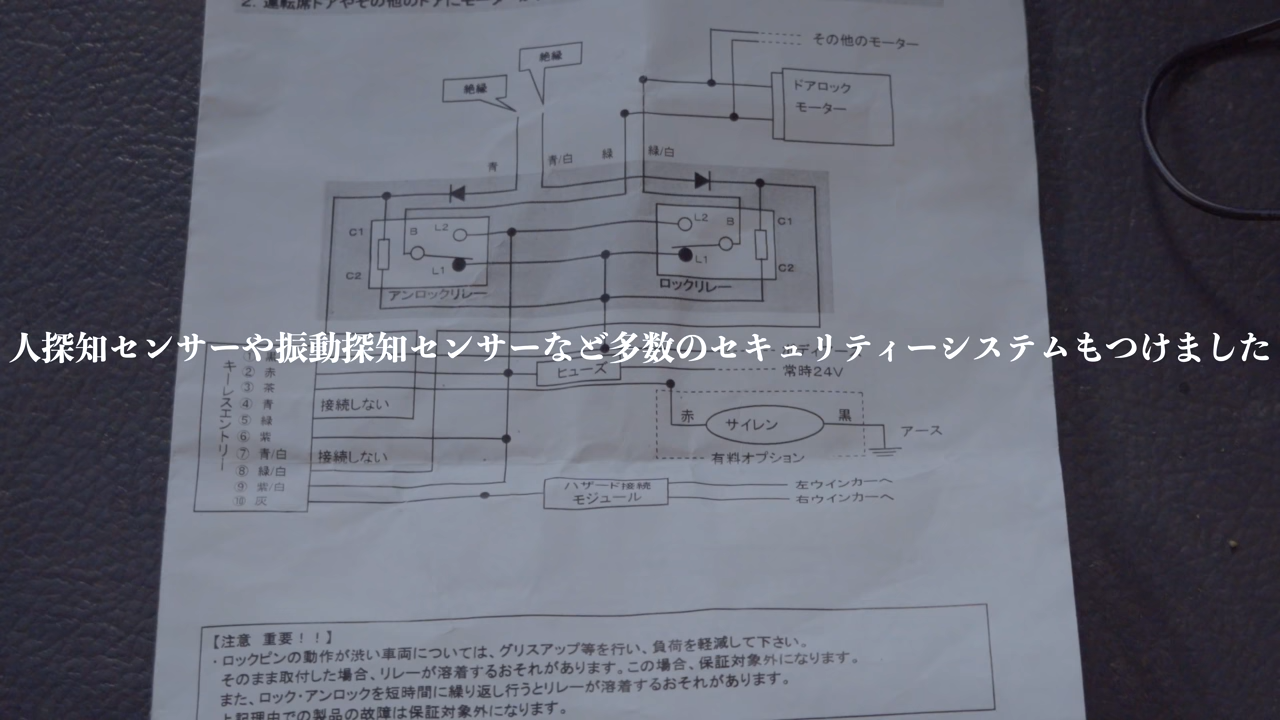 2. 運転席ドアやその他のドアにモーターが
その他のモーター
絶縁
絶縁
ドアロック
モーター
青
青/白
緑
緑/白
C1
B
L2
L1
C2
アンロックリレー
L2
B
C1
L1
C2
ロックリレー
人探知センサーや振動探知センサーなど多数のセキュリティーシステムもつけました
キーレスエントリー
② 赤
③ 茶
④ 青
⑤ 緑
⑥ 紫
⑦ 青/白
⑧ 緑/白
⑨ 紫/白
⑩ 灰
接続しない
接続しない
ヒューズ
常時24V
赤
サイレン
黒
アース
有料オプション
ハザード接続
モジュール
左ウインカーへ
右ウインカーへ
【注意 重要！！】
・ロックピンの動作が渋い車両については、グリスアップ等を行い、負荷を軽減して下さい。
そのまま取付した場合、リレーが溶着するおそれがあります。この場合、保証対象外になります。
また、ロック・アンロックを短時間に繰り返し行うとリレーが溶着するおそれがあります。
上記理由での製品の故障は保証対象外になります。